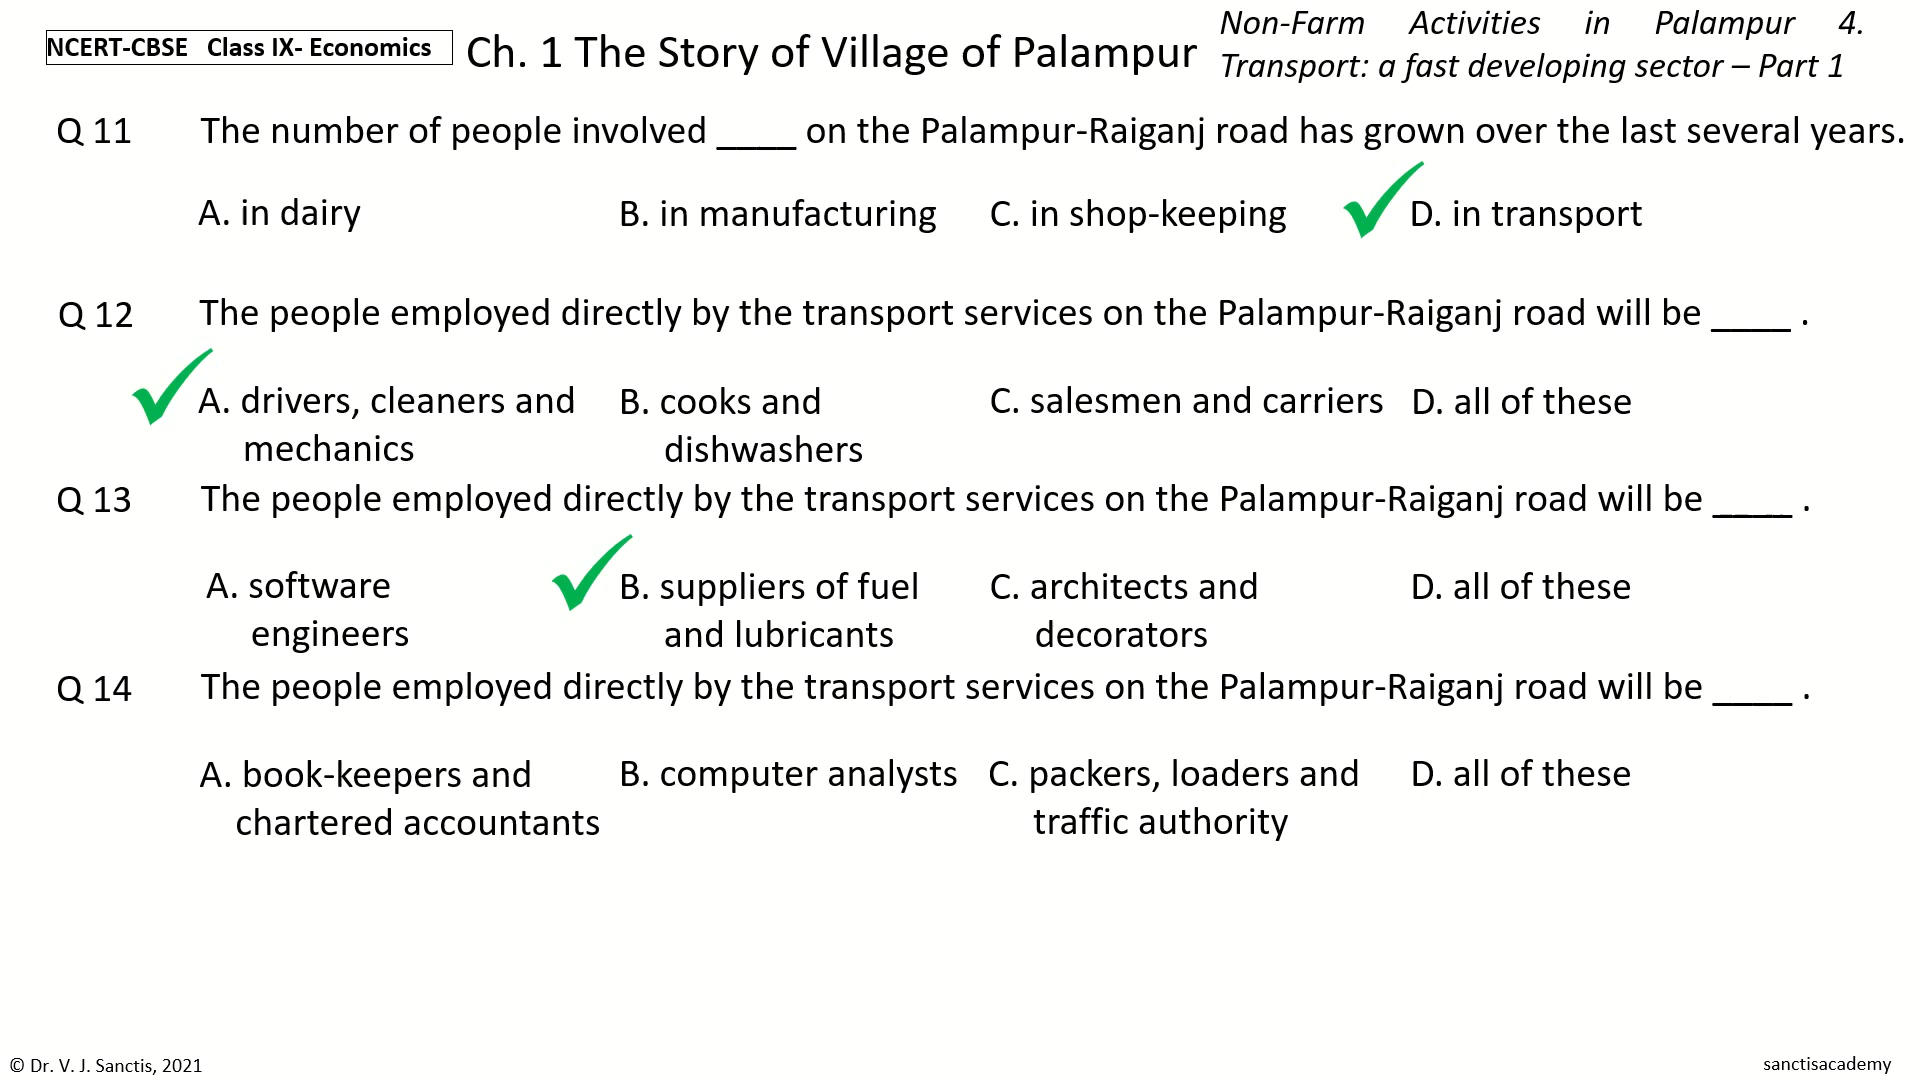 NCERT-CBSE Class IX- Economics
Ch. 1 The Story of Village of Palampur
Non-Farm Activities in Palampur 4.
Transport: a fast developing sector – Part 1
Q 11 The number of people involved ____ on the Palampur-Raiganj road has grown over the last several years.
A. in dairy B. in manufacturing C. in shop-keeping D. in transport
Q 12 The people employed directly by the transport services on the Palampur-Raiganj road will be ____ .
A. drivers, cleaners and B. cooks and C. salesmen and carriers D. all of these
mechanics dishwashers
Q 13 The people employed directly by the transport services on the Palampur-Raiganj road will be ____ .
A. software B. suppliers of fuel C. architects and D. all of these
engineers and lubricants decorators
Q 14 The people employed directly by the transport services on the Palampur-Raiganj road will be ____ .
A. book-keepers and B. computer analysts C. packers, loaders and D. all of these
chartered accountants traffic authority
© Dr. V. J. Sanctis, 2021 sanctisacademy